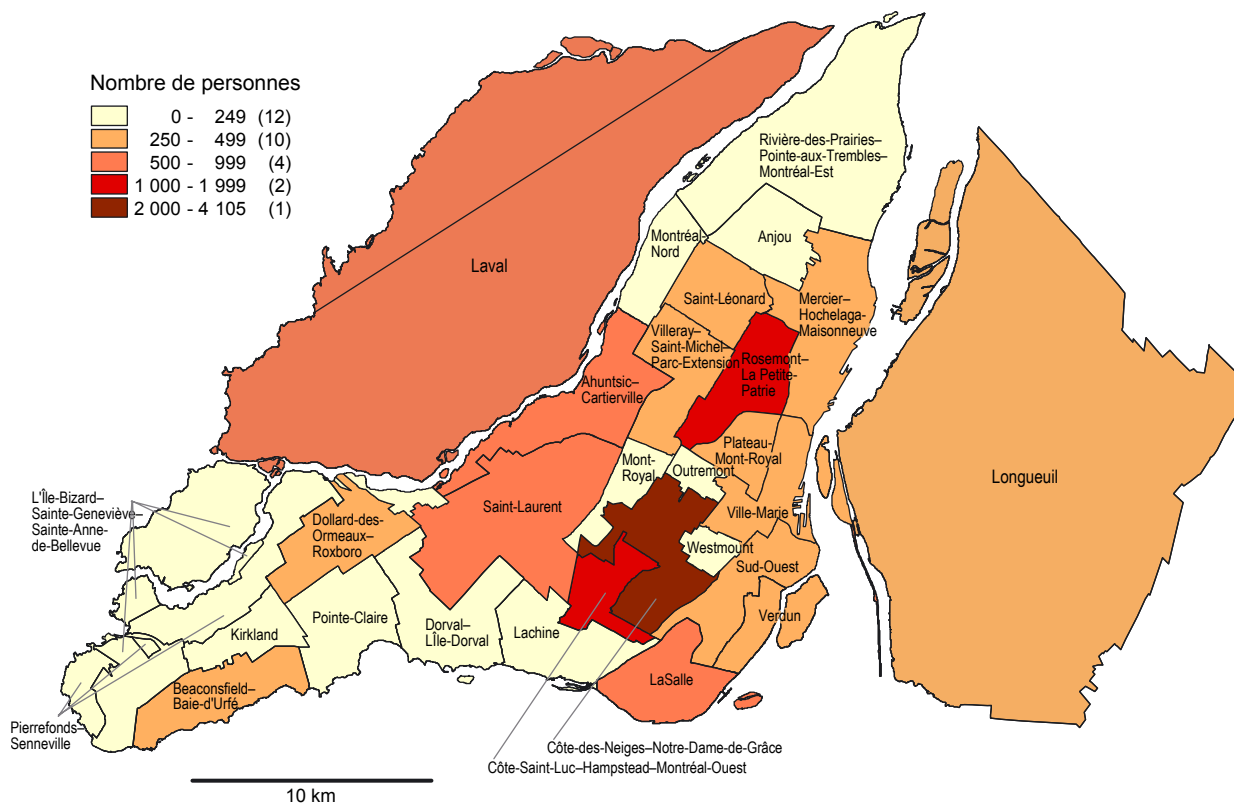 Nombre de personnes
0 - 249 (12)
250 - 499 (10)
500 - 999 (4)
1 000 - 1 999 (2)
2 000 - 4 105 (1)
Rivière-des-Prairies–
Pointe-aux-Trembles–
Montréal-Est
Montréal-
Nord
Anjou
Laval
Saint-Léonard
Mercier–
Hochelaga-
Maisonneuve
Villeray–
Saint-Michel–
Parc-Extension
Rosemont–
La Petite-
Patrie
Ahuntsic–
Cartierville
Plateau-
Mont-Royal
Mont-
Royal
Outremont
Longueuil
L'Île-Bizard–
Sainte-Geneviève–
Sainte-Anne-
de-Bellevue
Saint-Laurent
Dollard-des-
Ormeaux-
Roxboro
Ville-Marie
Westmount
Sud-Ouest
Pointe-Claire
Dorval–
L'Île-Dorval
Lachine
Verdun
Kirkland
Beaconsfield–
Baie-d'Urfé
LaSalle
Pierrefonds–
Senneville
Côte-des-Neiges–Notre-Dame-de-Grâce
Côte-Saint-Luc–Hampstead–Montréal-Ouest
10 km